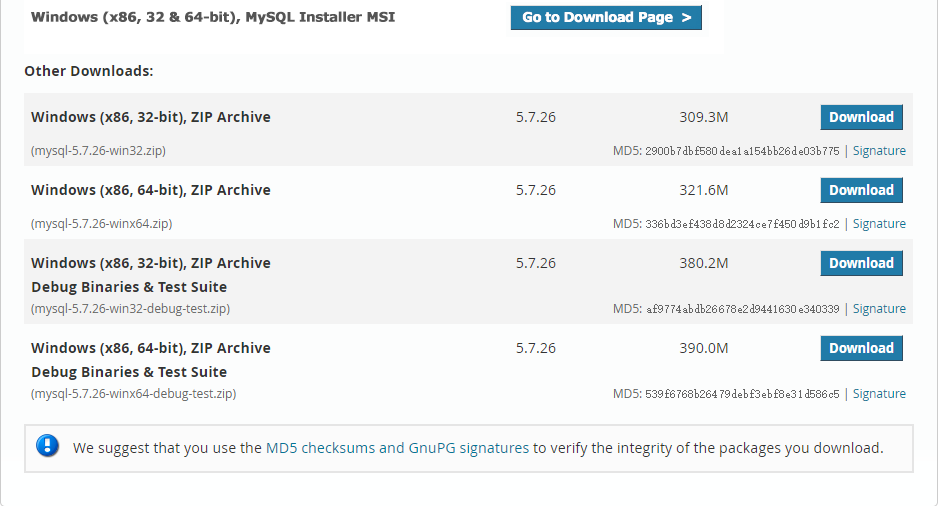 Windows (x86, 32 & 64-bit), MySQL Installer MSI Go to Download Page >
Other Downloads:
Windows (x86, 32-bit), ZIP Archive 5.7.26 309.3M Download
(mysql-5.7.26-win32.zip) MD5: 2900b7dbf580dea1a154bb26de03b775 | Signature
Windows (x86, 64-bit), ZIP Archive 5.7.26 321.6M Download
(mysql-5.7.26-winx64.zip) MD5: 336bd3ef438d8d2324ce7f450d9b1fc2 | Signature
Windows (x86, 32-bit), ZIP Archive 5.7.26 380.2M Download
Debug Binaries & Test Suite
(mysql-5.7.26-win32-debug-test.zip) MD5: af9774abdb26678e2d9441630e340339 | Signature
Windows (x86, 64-bit), ZIP Archive 5.7.26 390.0M Download
Debug Binaries & Test Suite
(mysql-5.7.26-winx64-debug-test.zip) MD5: 539f6768b26479debf3ebf8e31d586c5 | Signature
We suggest that you use the MD5 checksums and GnuPG signatures to verify the integrity of the packages you download.